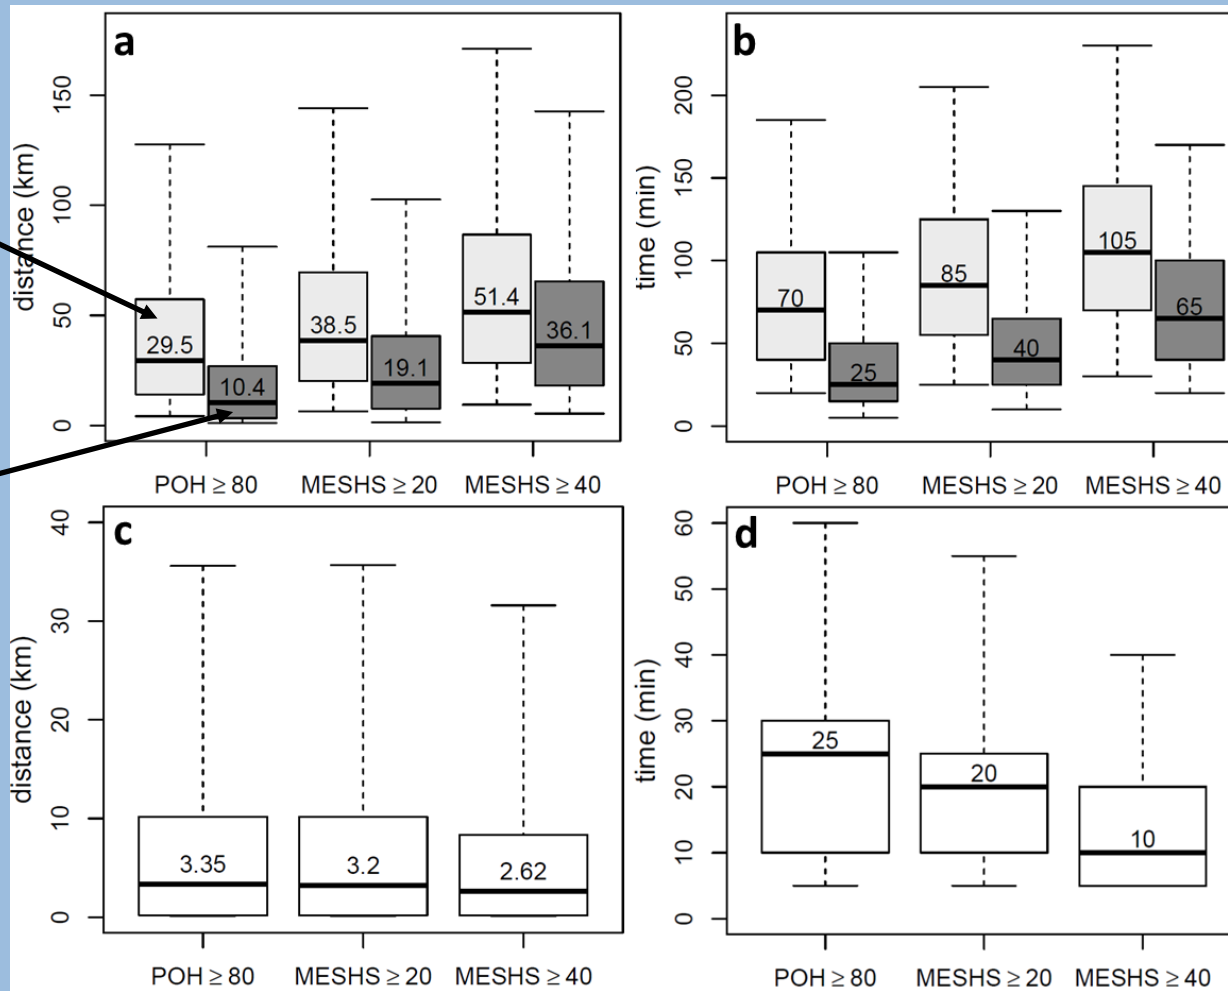 a
distance (km)
150
100
50
0
29.5
10.4
38.5
19.1
51.4
36.1
POH ≥ 80
MESHS ≥ 20
MESHS ≥ 40
b
time (min)
200
150
100
50
0
70
25
85
40
105
65
POH ≥ 80
MESHS ≥ 20
MESHS ≥ 40
c
distance (km)
40
30
20
10
0
3.35
3.2
2.62
POH ≥ 80
MESHS ≥ 20
MESHS ≥ 40
d
time (min)
60
50
40
30
20
10
0
25
20
10
POH ≥ 80
MESHS ≥ 20
MESHS ≥ 40